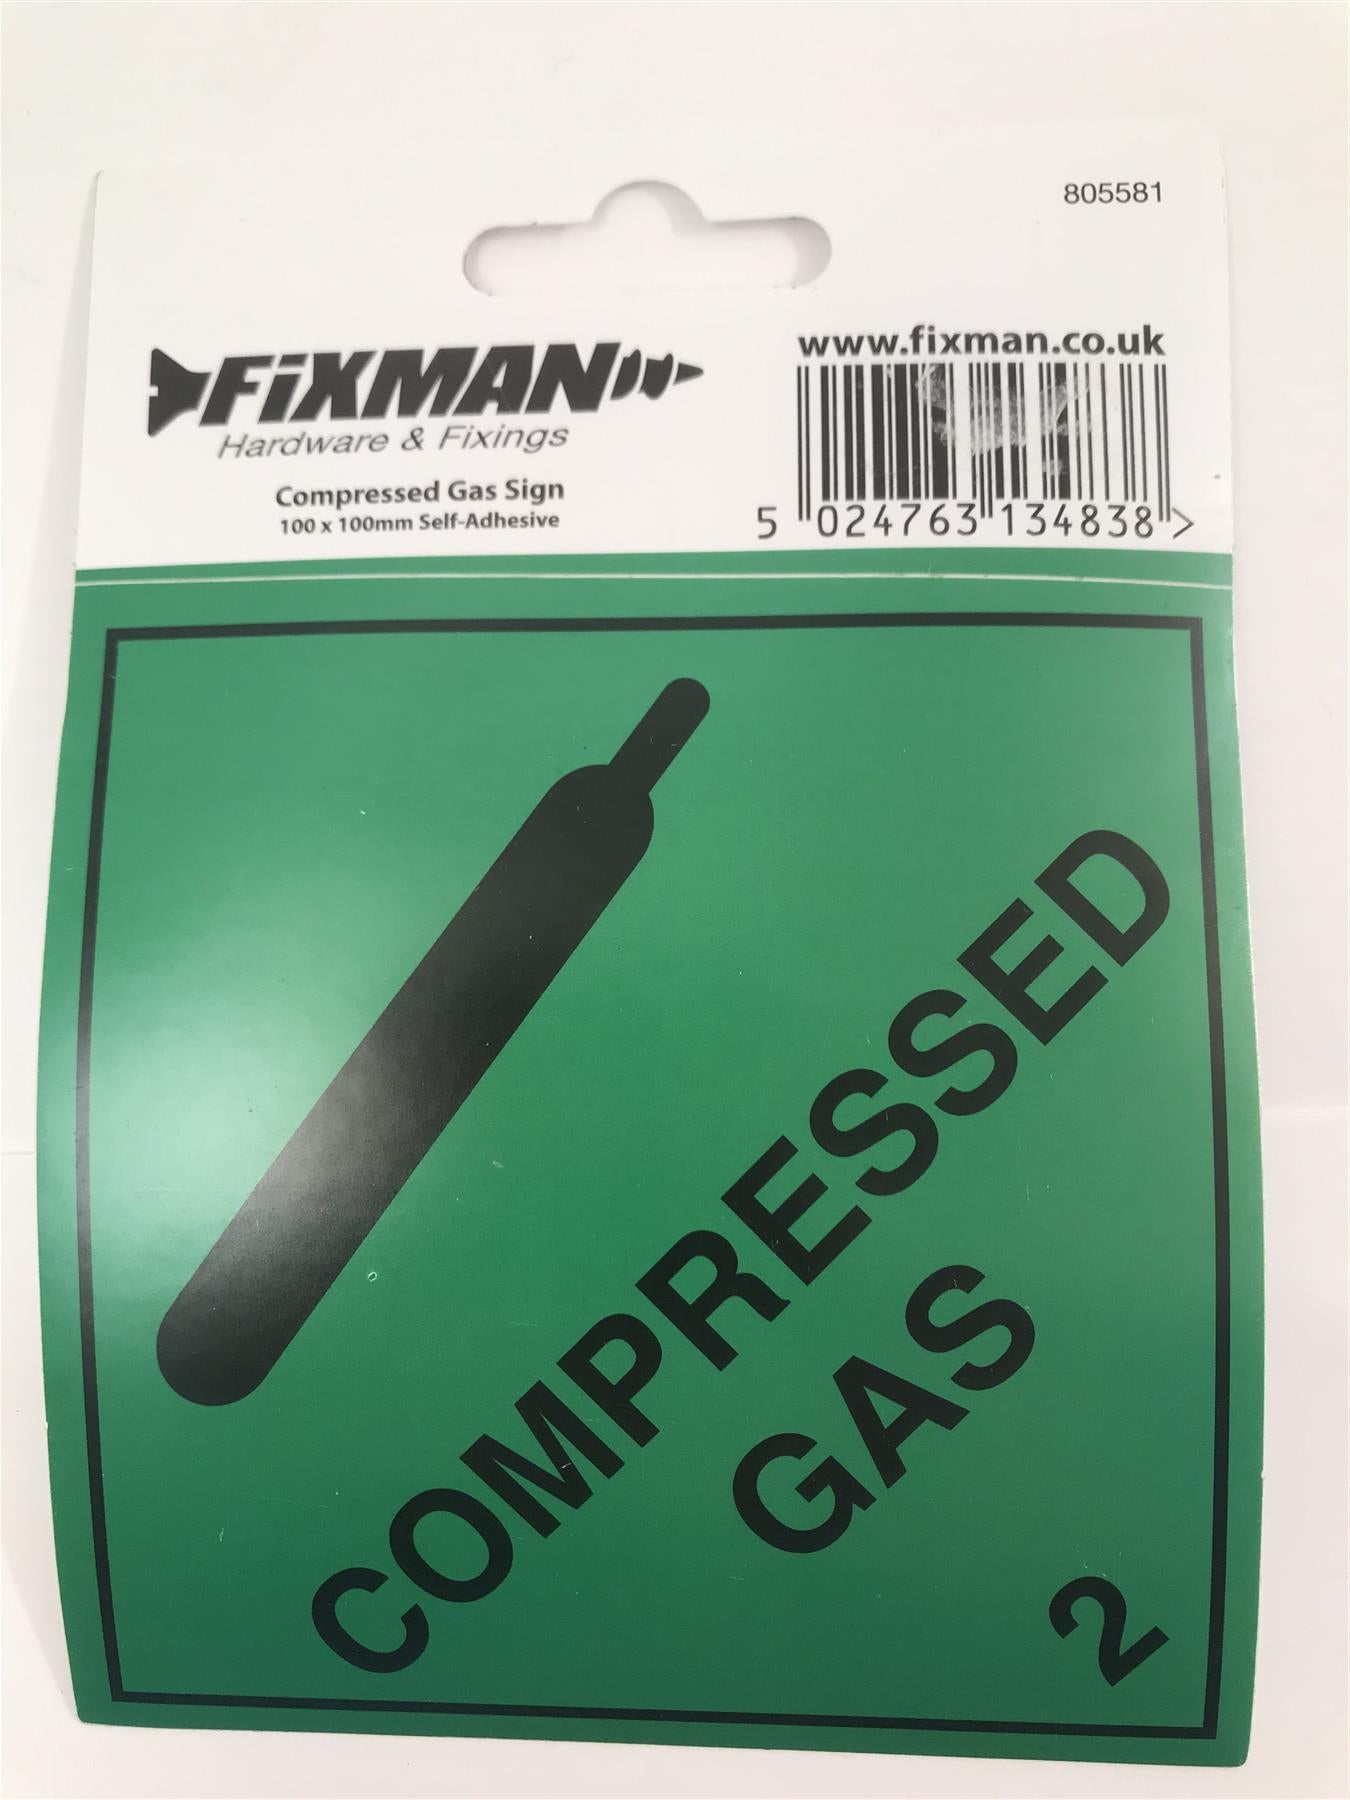 805581
FiXMAN
Hardware & Fixings
Compressed Gas Sign
100 x 100mm Self-Adhesive
www.fixman.co.uk
5 024763 134838 >
COMPRESSED
GAS
2